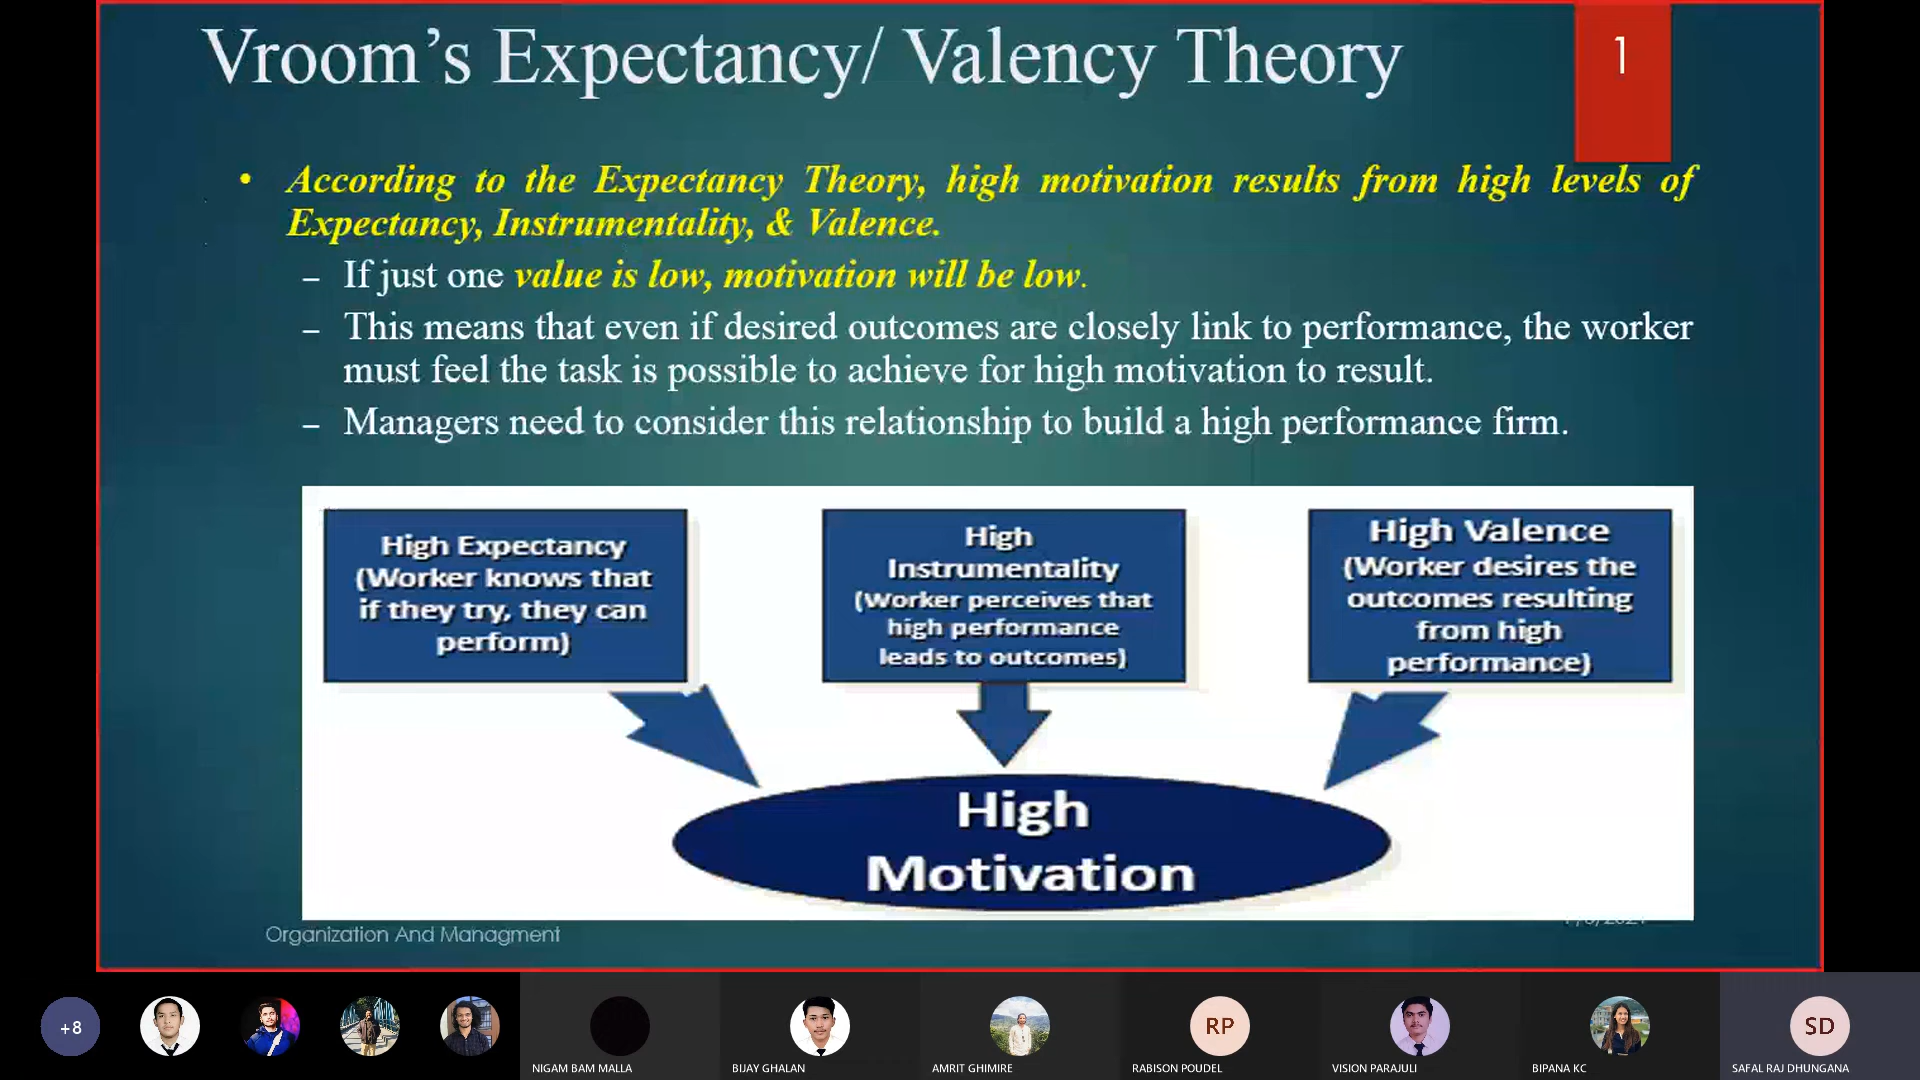 Vroom’s Expectancy/ Valency Theory
1
• According to the Expectancy Theory, high motivation results from high levels of
Expectancy, Instrumentality, & Valence.
– If just one value is low, motivation will be low.
– This means that even if desired outcomes are closely link to performance, the worker
must feel the task is possible to achieve for high motivation to result.
– Managers need to consider this relationship to build a high performance firm.
High Expectancy
(Worker knows that
if they try, they can
perform)
High
Instrumentality
(Worker perceives that
high performance
leads to outcomes)
High Valence
(Worker desires the
outcomes resulting
from high
performance)
High
Motivation
Organization And Managment
+8
NIGAM BAM MALLA
BIJAY GHALAN
AMRIT GHIMIRE
RP
RABISON POUDEL
VISION PARAJULI
BIPANA KC
SD
SAFAL RAJ DHUNGANA